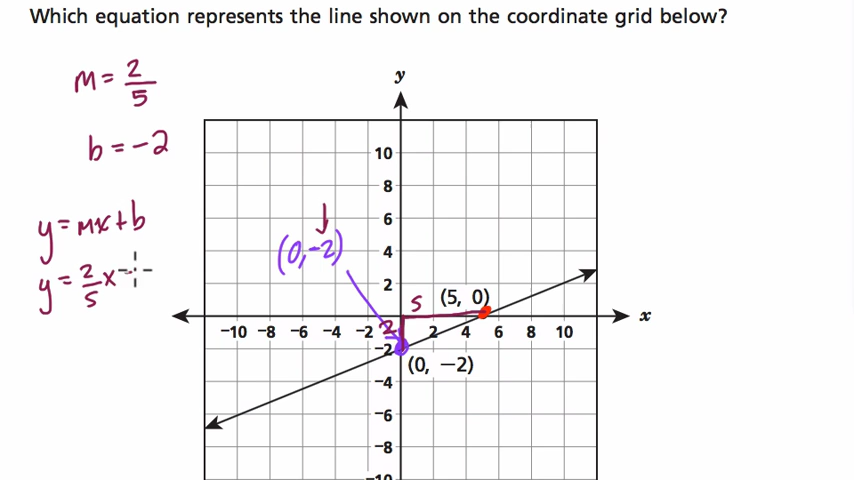 Which equation represents the line shown on the coordinate grid below?
m = 2/5
b = -2
y = mx + b
y = 2/5 x -
y
10
8
6
4
2
(0, -2)
5
(5, 0)
x
-10 -8 -6 -4 -2 2 2 4 6 8 10
-2
(0, -2)
-4
-6
-8
-10